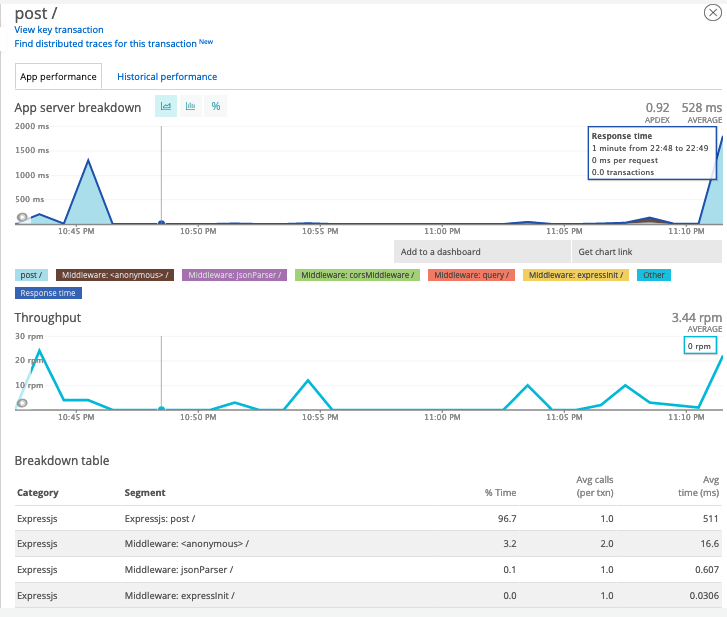 post /
View key transaction
Find distributed traces for this transaction New
App performance Historical performance
App server breakdown % 0.92 528 ms
APDEX AVERAGE
2000 ms
Response time
1 minute from 22:48 to 22:49
0 ms per request
0.0 transactions
1500 ms
1000 ms
500 ms
10:45 PM 10:50 PM 10:55 PM 11:00 PM 11:05 PM 11:10 PM
Add to a dashboard Get chart link
post / Middleware: <anonymous> / Middleware: jsonParser / Middleware: corsMiddleware / Middleware: query / Middleware: expressInit / Other
Response time
Throughput 3.44 rpm
AVERAGE
30 rpm
0 rpm
20 rpm
10 rpm
10:45 PM 10:50 PM 10:55 PM 11:00 PM 11:05 PM 11:10 PM
Breakdown table
Category Segment % Time Avg calls (per txn) Avg time (ms)
Expressjs Expressjs: post / 96.7 1.0 511
Expressjs Middleware: <anonymous> / 3.2 2.0 16.6
Expressjs Middleware: jsonParser / 0.1 1.0 0.607
Expressjs Middleware: expressInit / 0.0 1.0 0.0306